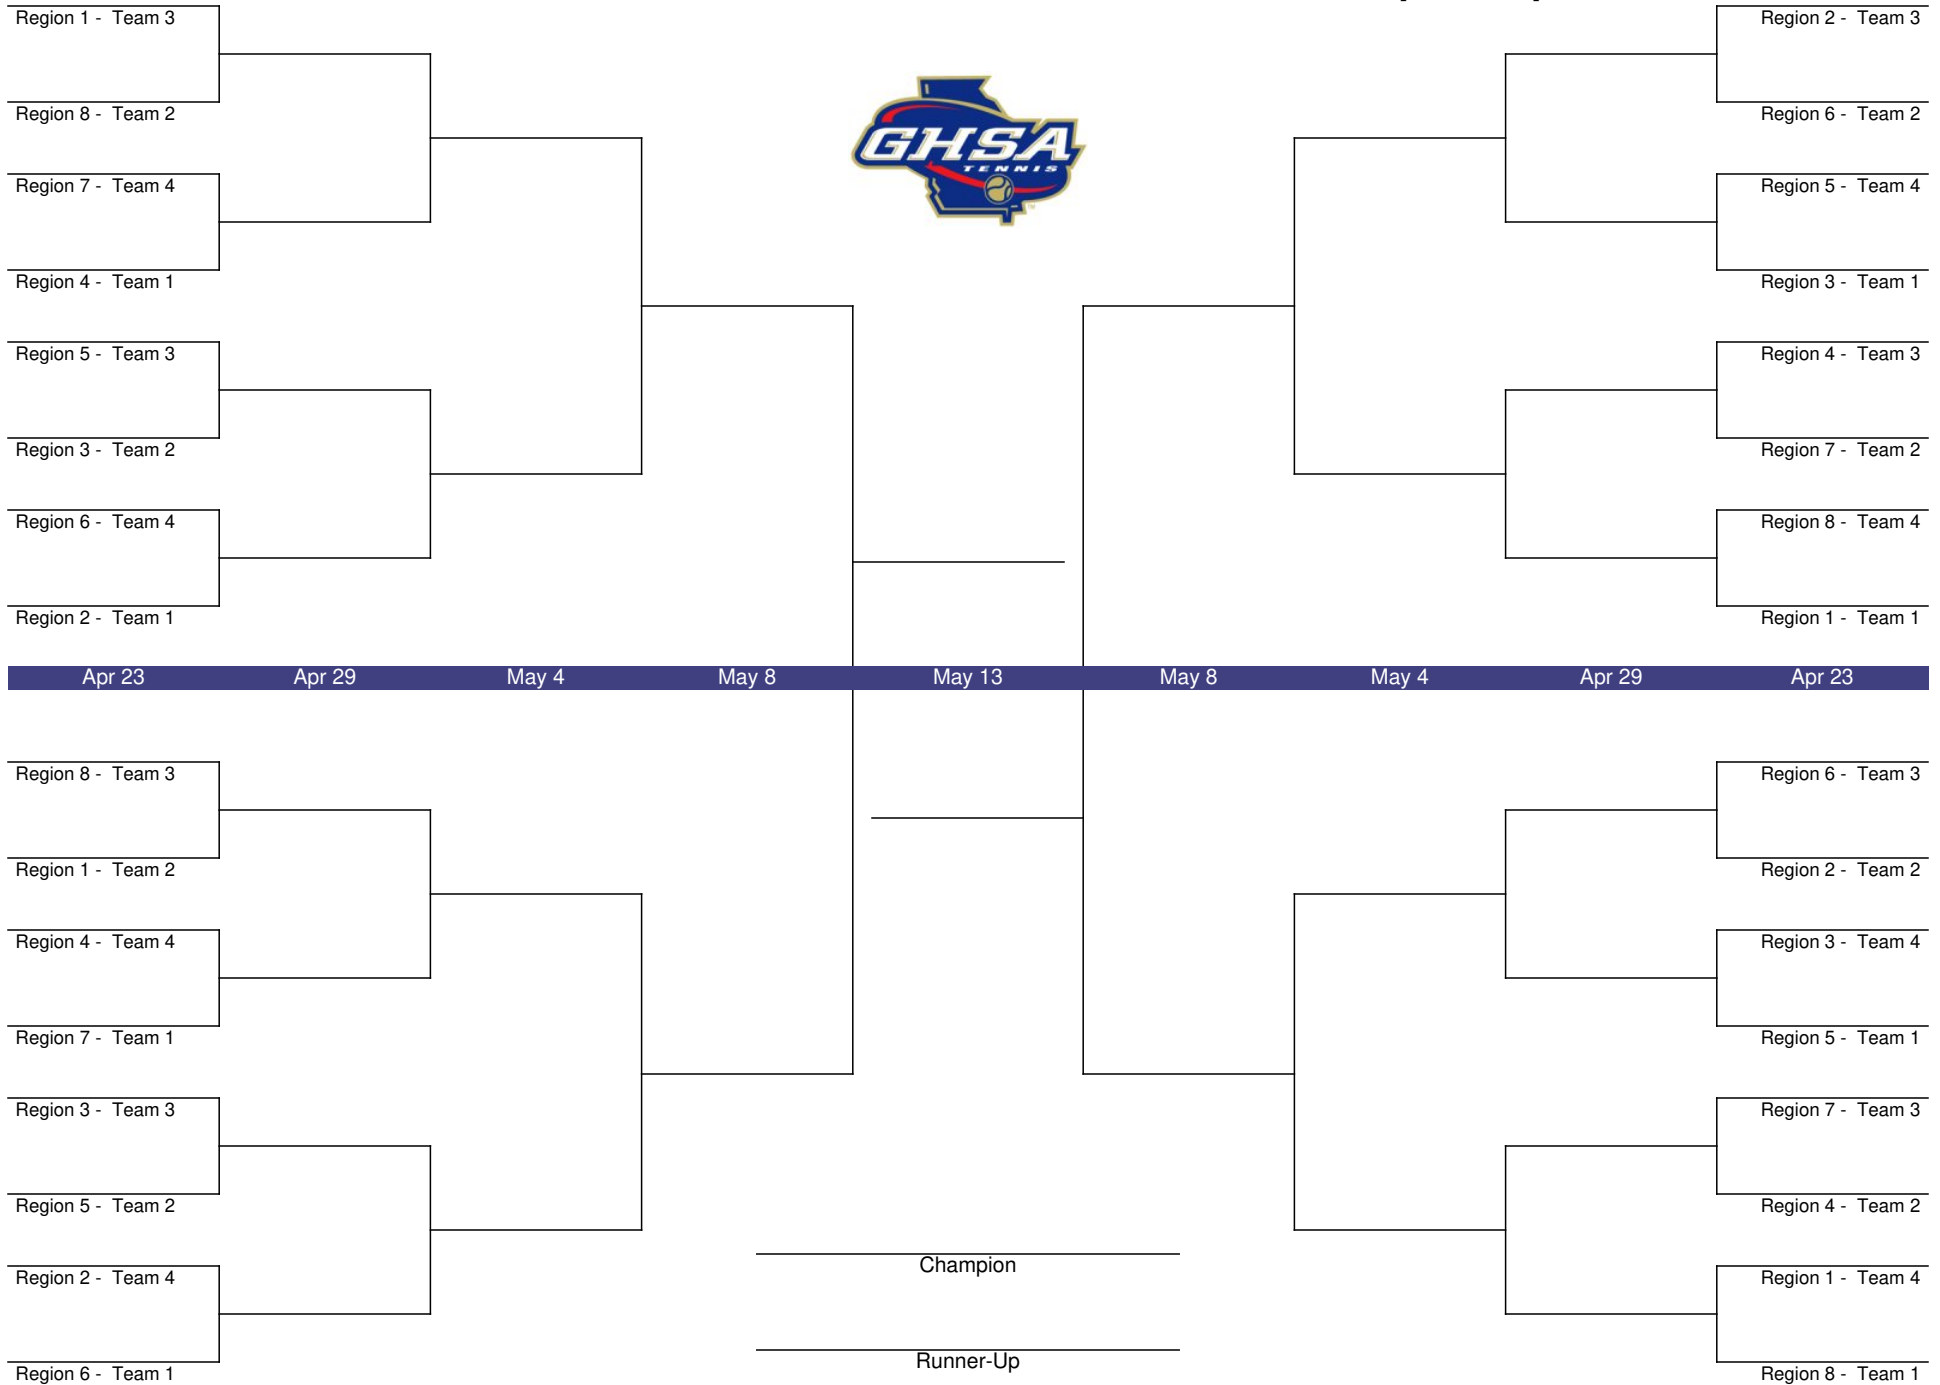 Region 1 - Team 3
Region 8 - Team 2
Region 7 - Team 4
Region 4 - Team 1
Region 5 - Team 3
Region 3 - Team 2
Region 6 - Team 4
Region 2 - Team 1
GHSA
TENNIS
Region 2 - Team 3
Region 6 - Team 2
Region 5 - Team 4
Region 3 - Team 1
Region 4 - Team 3
Region 7 - Team 2
Region 8 - Team 4
Region 1 - Team 1
Apr 23 Apr 29 May 4 May 8 May 13 May 8 May 4 Apr 29 Apr 23
Region 8 - Team 3
Region 1 - Team 2
Region 4 - Team 4
Region 7 - Team 1
Region 3 - Team 3
Region 5 - Team 2
Region 2 - Team 4
Region 6 - Team 1
Region 6 - Team 3
Region 2 - Team 2
Region 3 - Team 4
Region 5 - Team 1
Region 7 - Team 3
Region 4 - Team 2
Region 1 - Team 4
Region 8 - Team 1
Champion
Runner-Up